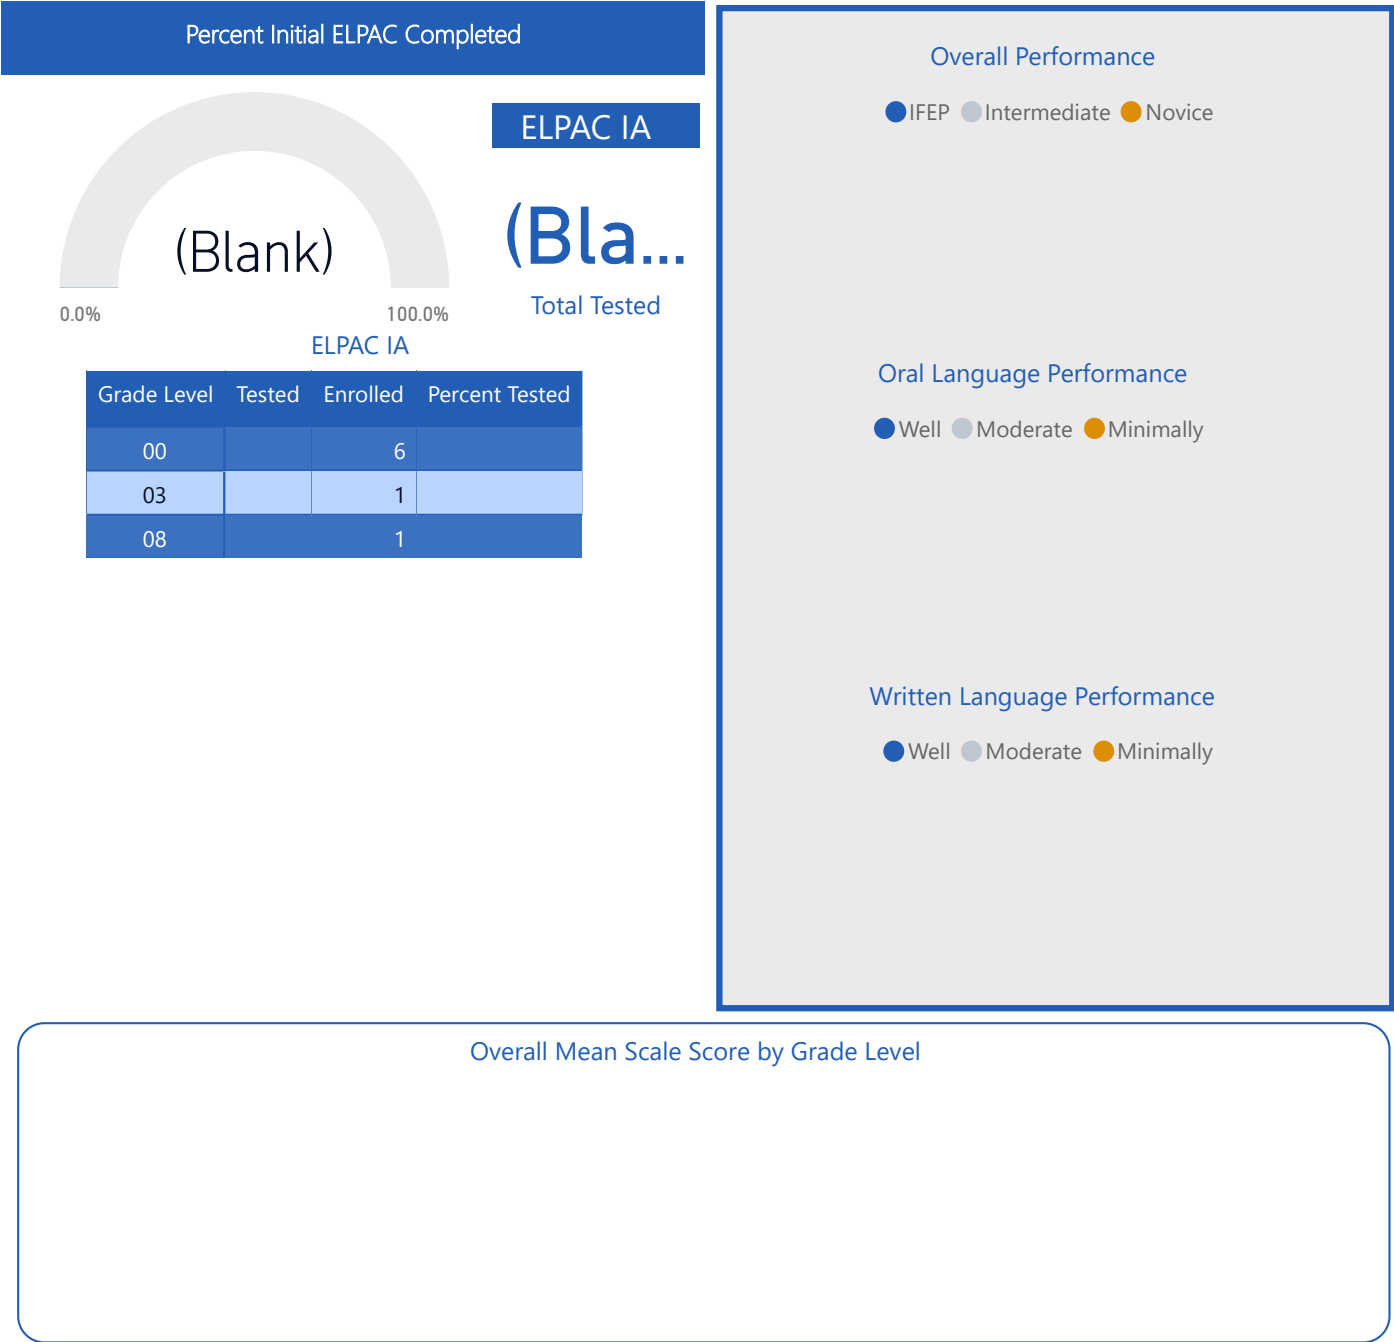 Percent Initial ELPAC Completed
ELPAC IA
(Blank)
0.0%
100.0%
(Bla...
Total Tested
ELPAC IA
Grade Level Tested Enrolled Percent Tested
00 6
03 1
08 1
Overall Performance
IFEP Intermediate Novice
Oral Language Performance
Well Moderate Minimally
Written Language Performance
Well Moderate Minimally
Overall Mean Scale Score by Grade Level